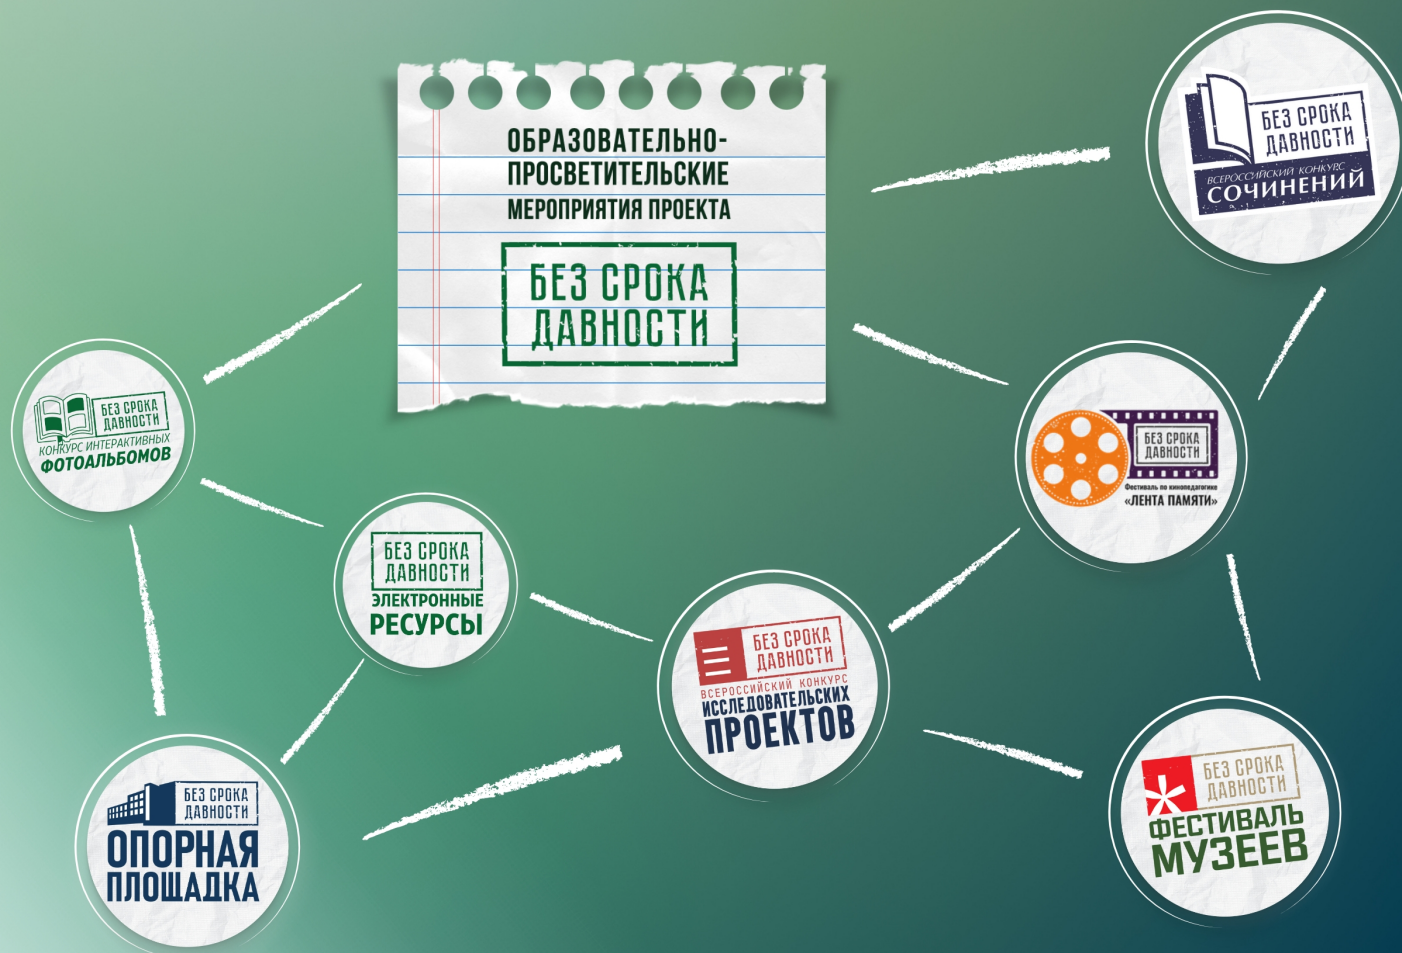 ОБРАЗОВАТЕЛЬНО-
ПРОСВЕТИТЕЛЬСКИЕ
МЕРОПРИЯТИЯ ПРОЕКТА
БЕЗ СРОКА
ДАВНОСТИ
БЕЗ СРОКА
ДАВНОСТИ
ВСЕРОССИЙСКИЙ КОНКУРС
СОЧИНЕНИЙ
БЕЗ СРОКА
ДАВНОСТИ
КОНКУРС ИНТЕРАКТИВНЫХ
ФОТОАЛЬБОМОВ
БЕЗ СРОКА
ДАВНОСТИ
Фестиваль по кинопедагогике
«ЛЕНТА ПАМЯТИ»
БЕЗ СРОКА
ДАВНОСТИ
ЭЛЕКТРОННЫЕ
РЕСУРСЫ
БЕЗ СРОКА
ДАВНОСТИ
ВСЕРОССИЙСКИЙ КОНКУРС
ИССЛЕДОВАТЕЛЬСКИХ
ПРОЕКТОВ
БЕЗ СРОКА
ДАВНОСТИ
ОПОРНАЯ
ПЛОЩАДКА
БЕЗ СРОКА
ДАВНОСТИ
ФЕСТИВАЛЬ
МУЗЕЕВ